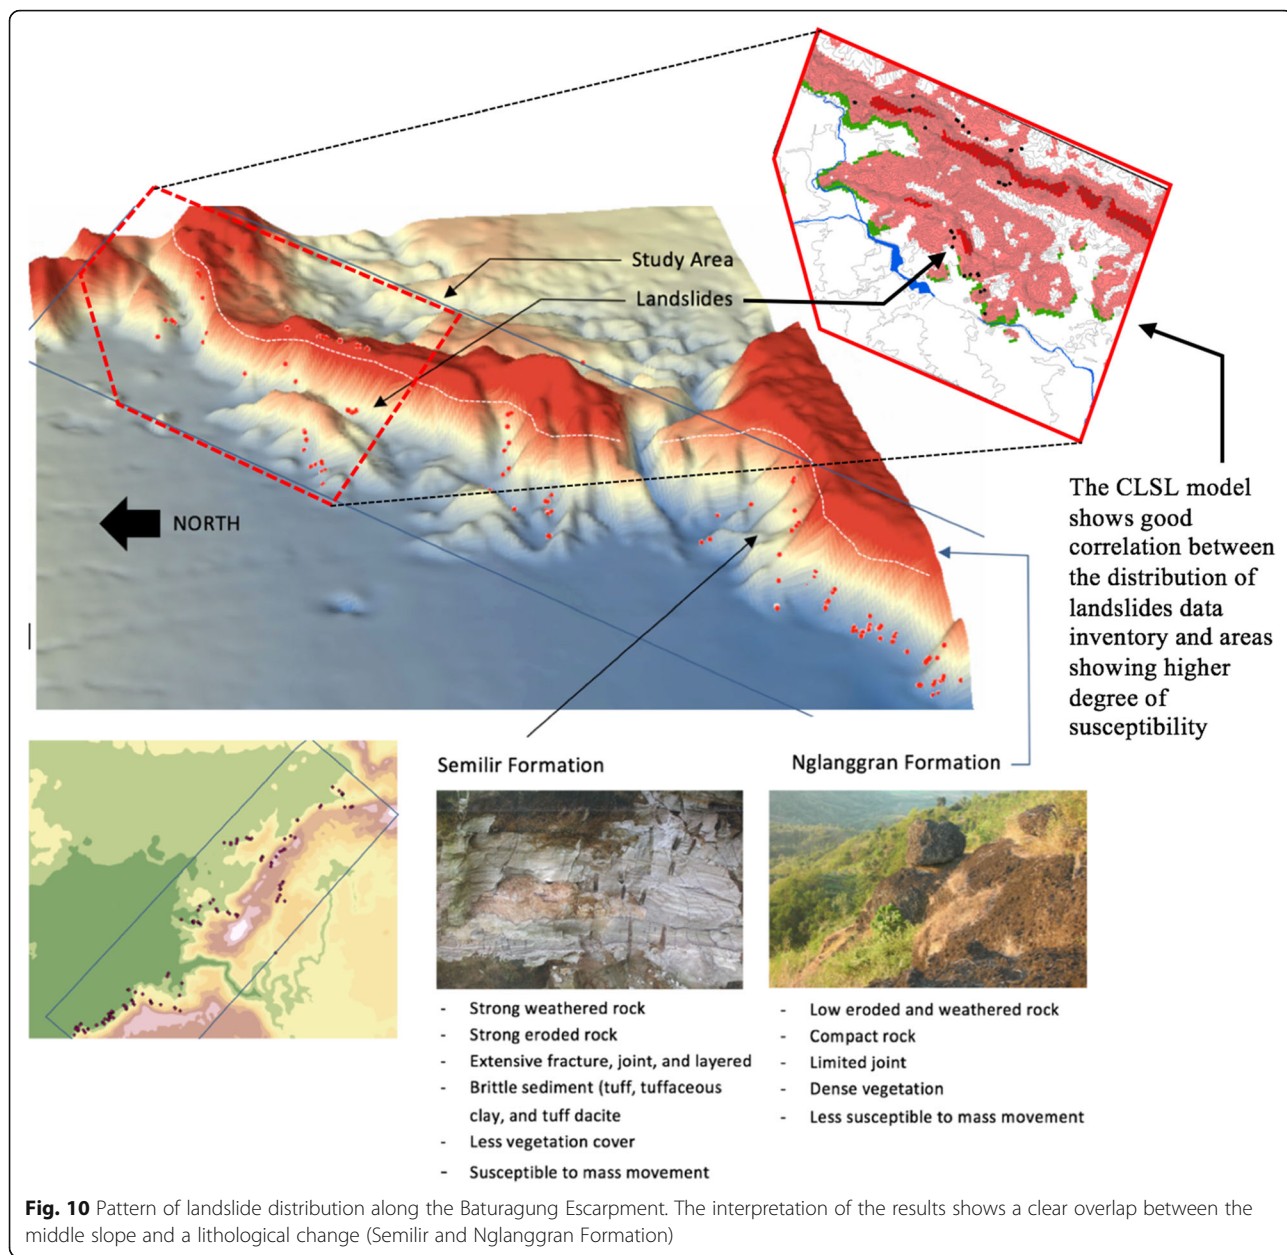 Study Area
Landslides
NORTH
The CLSL model
shows good
correlation between
the distribution of
landslides data
inventory and areas
showing higher
degree of
susceptibility
Semilir Formation
- Strong weathered rock
- Strong eroded rock
- Extensive fracture, joint, and layered
- Brittle sediment (tuff, tuffaceous
clay, and tuff dacite
- Less vegetation cover
- Susceptible to mass movement
Nglanggran Formation
- Low eroded and weathered rock
- Compact rock
- Limited joint
- Dense vegetation
- Less susceptible to mass movement
Fig. 10 Pattern of landslide distribution along the Baturagung Escarpment. The interpretation of the results shows a clear overlap between the
middle slope and a lithological change (Semilir and Nglanggran Formation)